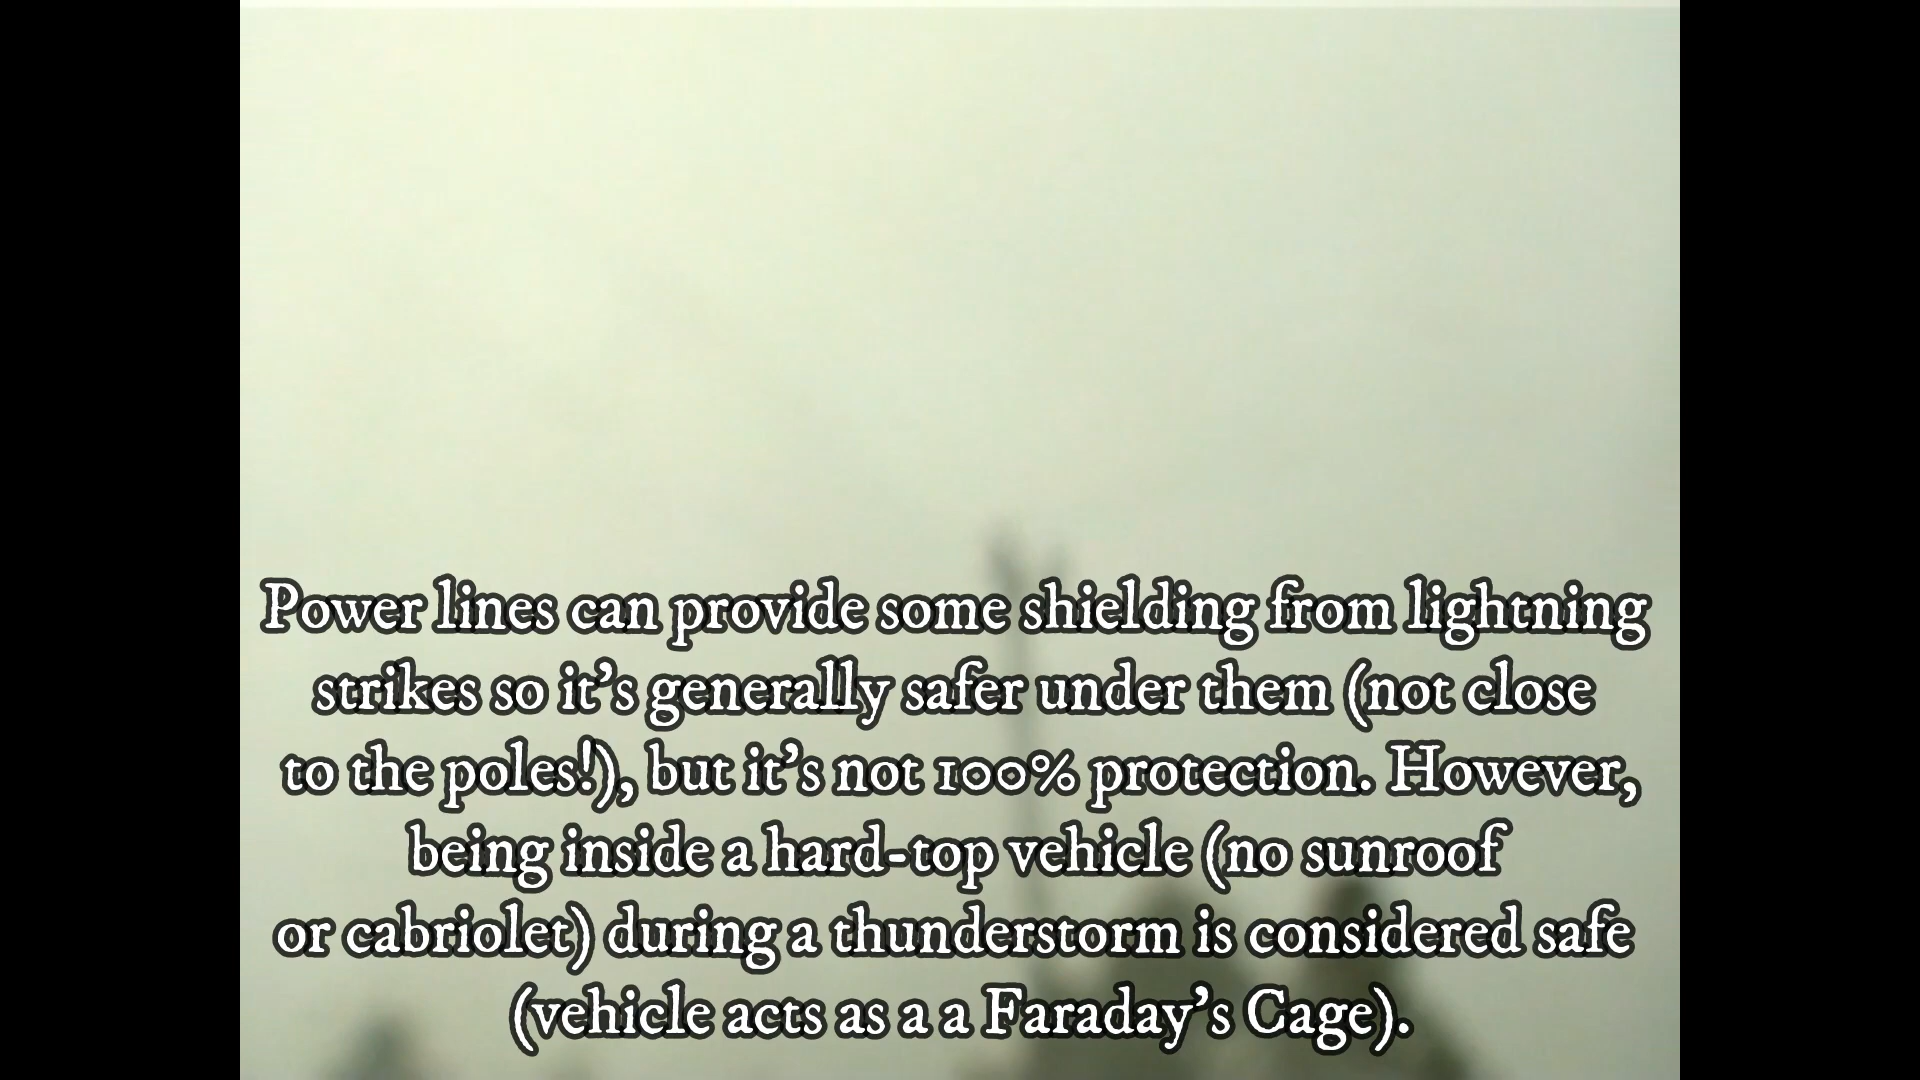 Power lines can provide some shielding from lightning
strikes so it's generally safer under them (not close
to the poles!), but it's not 100% protection. However,
being inside a hard-top vehicle (no sunroof
or cabriolet) during a thunderstorm is considered safe
(vehicle acts as a a Faraday's Cage).